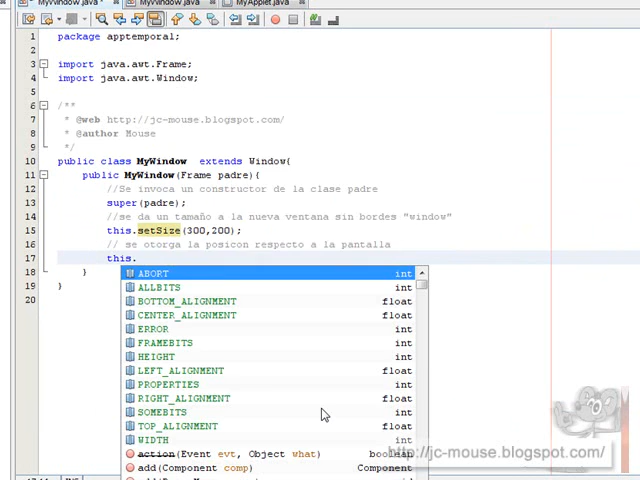 MyWindow.java *
MyWindow.java
MyApplet.java
1 package apptemporal;
2
3 import java.awt.Frame;
4 import java.awt.Window;
5
6 /**
7 * @web http://jc-mouse.blogspot.com/
8 * @author Mouse
9 */
10 public class MyWindow extends Window{
11 public MyWindow(Frame padre){
12 //Se invoca un constructor de la clase padre
13 super(padre);
14 //se da un tamaño a la nueva ventana sin bordes "window"
15 this.setSize(300,200);
16 // se otorga la posicon respecto a la pantalla
17 this.
18 }
19 }
20
ABORT int
ALLBITS int
BOTTOM_ALIGNMENT float
CENTER_ALIGNMENT float
ERROR int
FRAMEBITS int
HEIGHT int
LEFT_ALIGNMENT float
PROPERTIES int
RIGHT_ALIGNMENT float
SOMEBITS int
TOP_ALIGNMENT float
WIDTH int
action(Event evt, Object what) boolean
add(Component comp) Component
http://jc-mouse.blogspot.com/